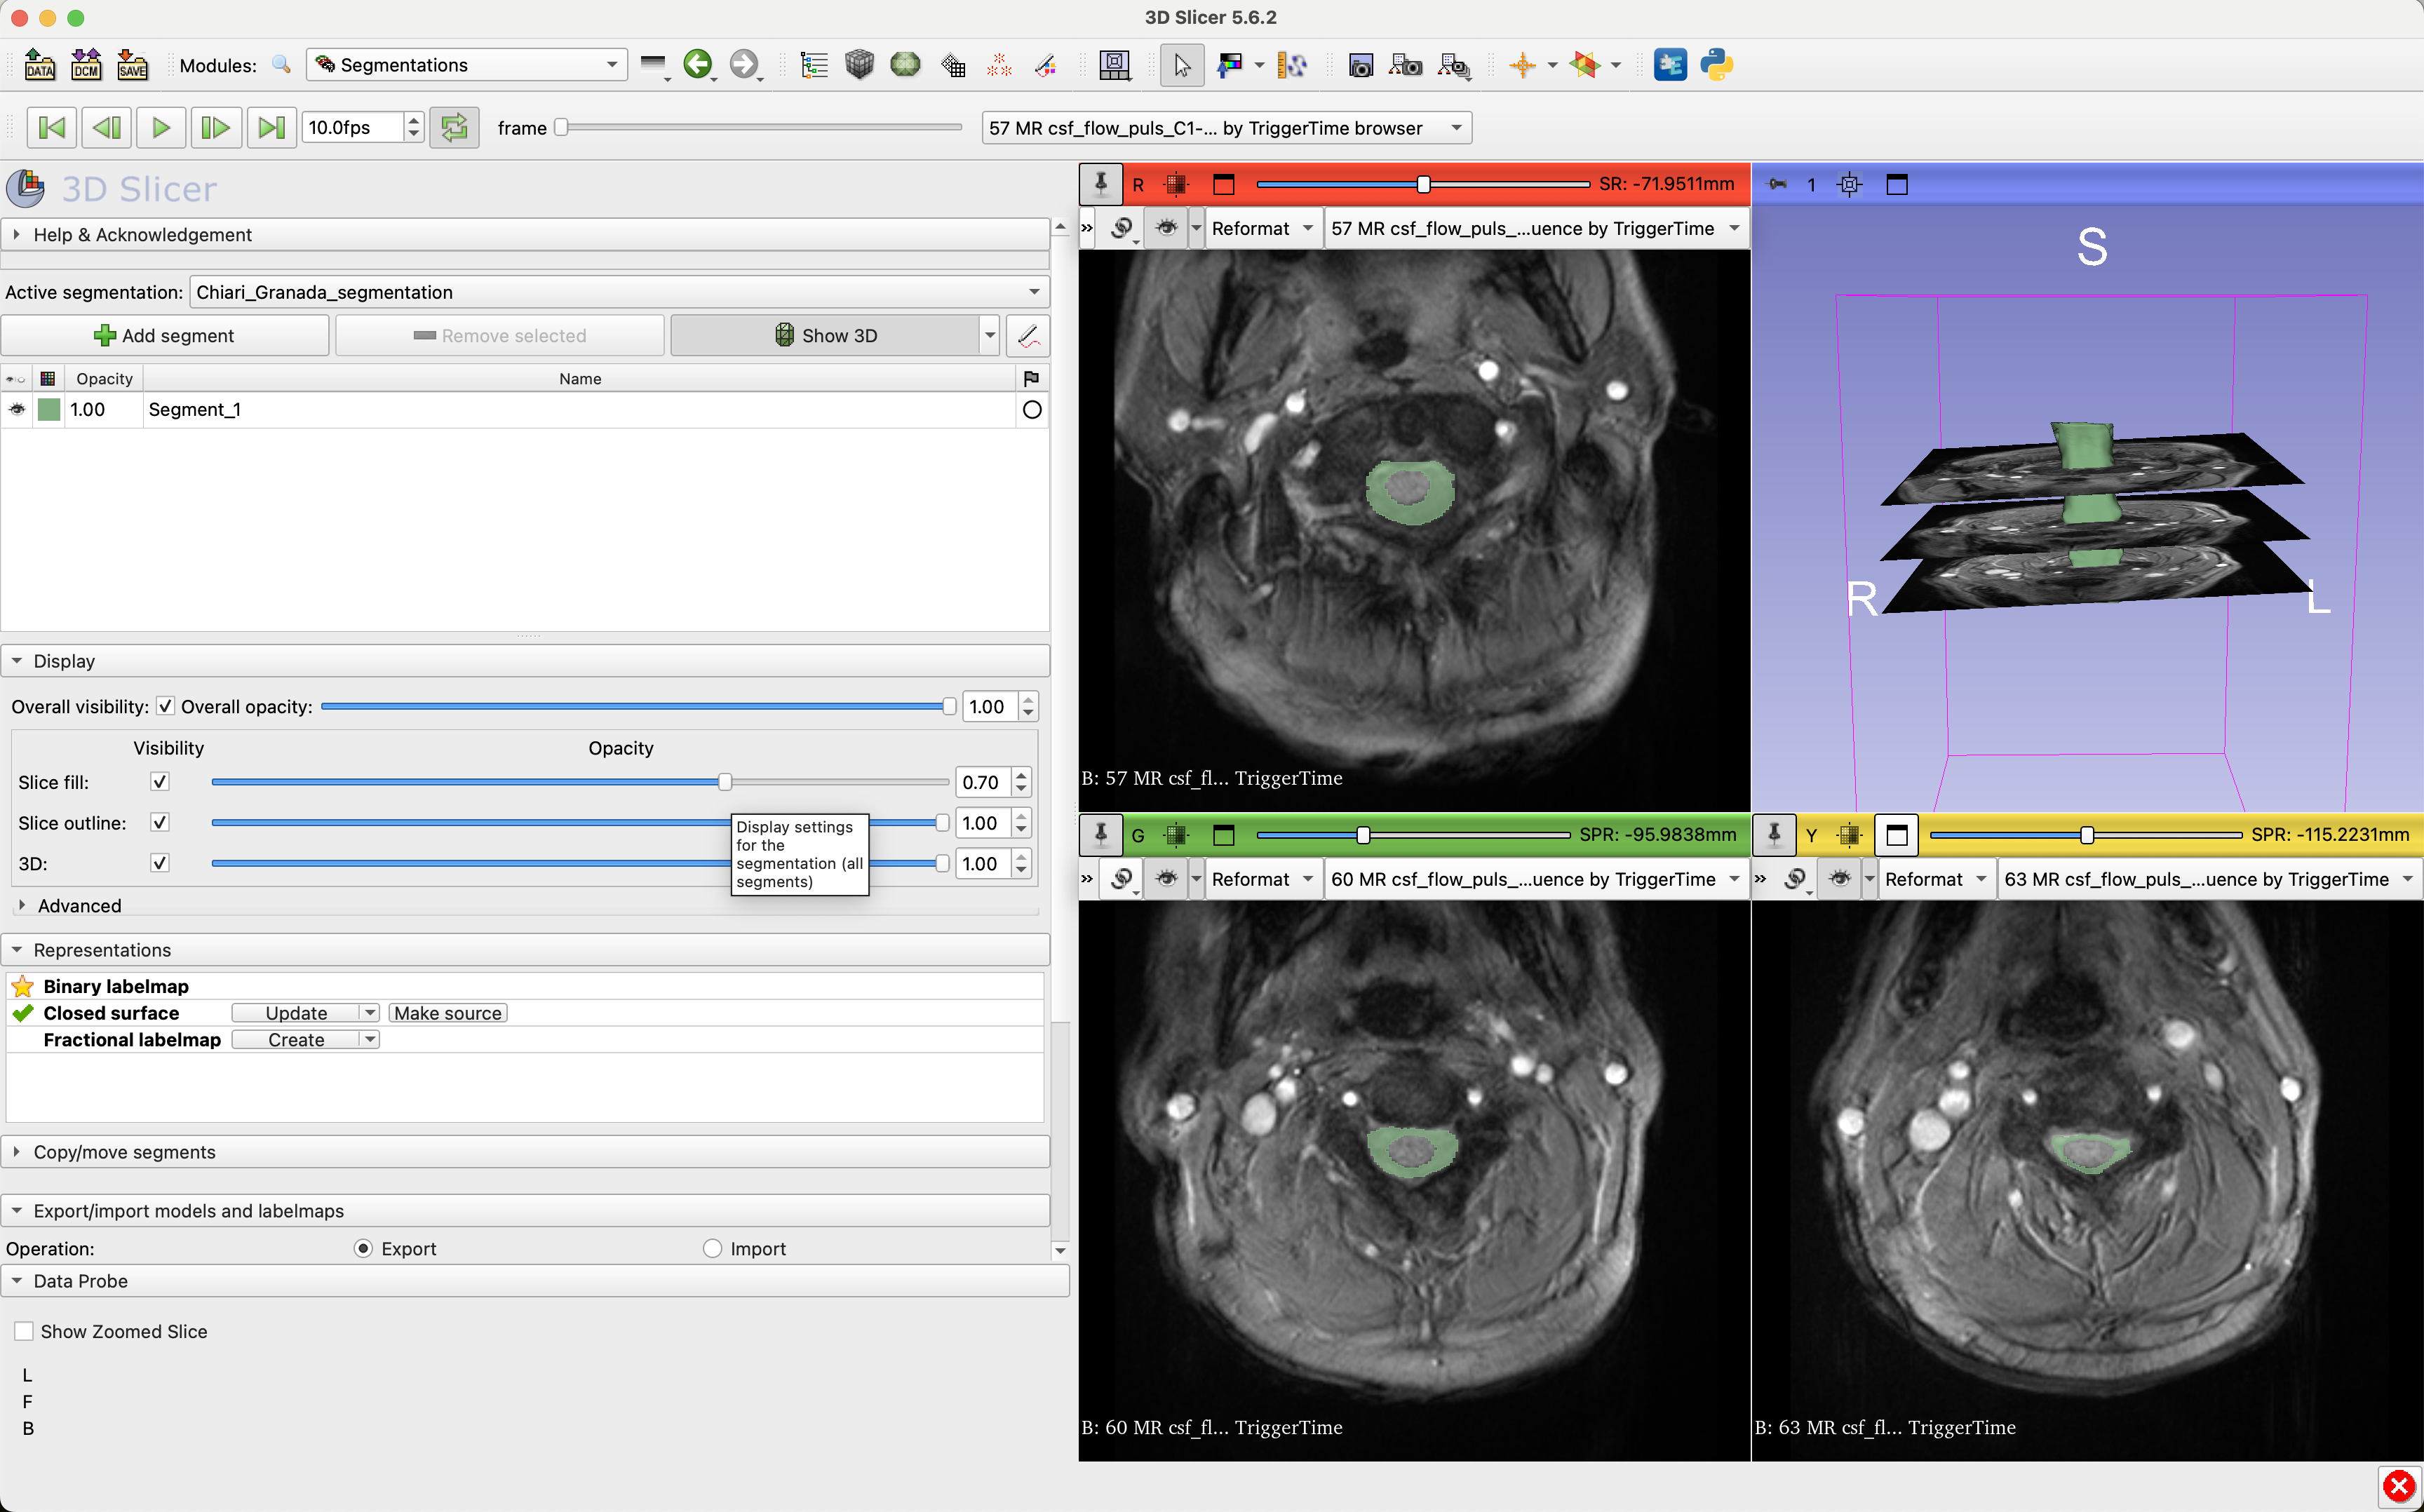 3D Slicer 5.6.2
DATA DCM SAVE Modules: Segmentations
10.0fps frame 57 MR csf_flow_puls_C1-... by TriggerTime browser
3D Slicer
Help & Acknowledgement
Active segmentation: Chiari_Granada_segmentation
Add segment Remove selected Show 3D
Opacity Name
1.00 Segment_1
Display
Overall visibility: Overall opacity: 1.00
Visibility Opacity
Slice fill: 0.70
Slice outline: 1.00
3D: 1.00
Display settings
for the
segmentation (all
segments)
Advanced
Representations
Binary labelmap
Closed surface Update Make source
Fractional labelmap Create
Copy/move segments
Export/import models and labelmaps
Operation: Export Import
Data Probe
Show Zoomed Slice
L
F
B
R SR: -71.9511mm
» Reformat 57 MR csf_flow_puls_...uence by TriggerTime
B: 57 MR csf_fl... TriggerTime
1
S
R
L
G SPR: -95.9838mm
» Reformat 60 MR csf_flow_puls_...uence by TriggerTime
B: 60 MR csf_fl... TriggerTime
Y SPR: -115.2231mm
» Reformat 63 MR csf_flow_puls_...uence by TriggerTime
B: 63 MR csf_fl... TriggerTime